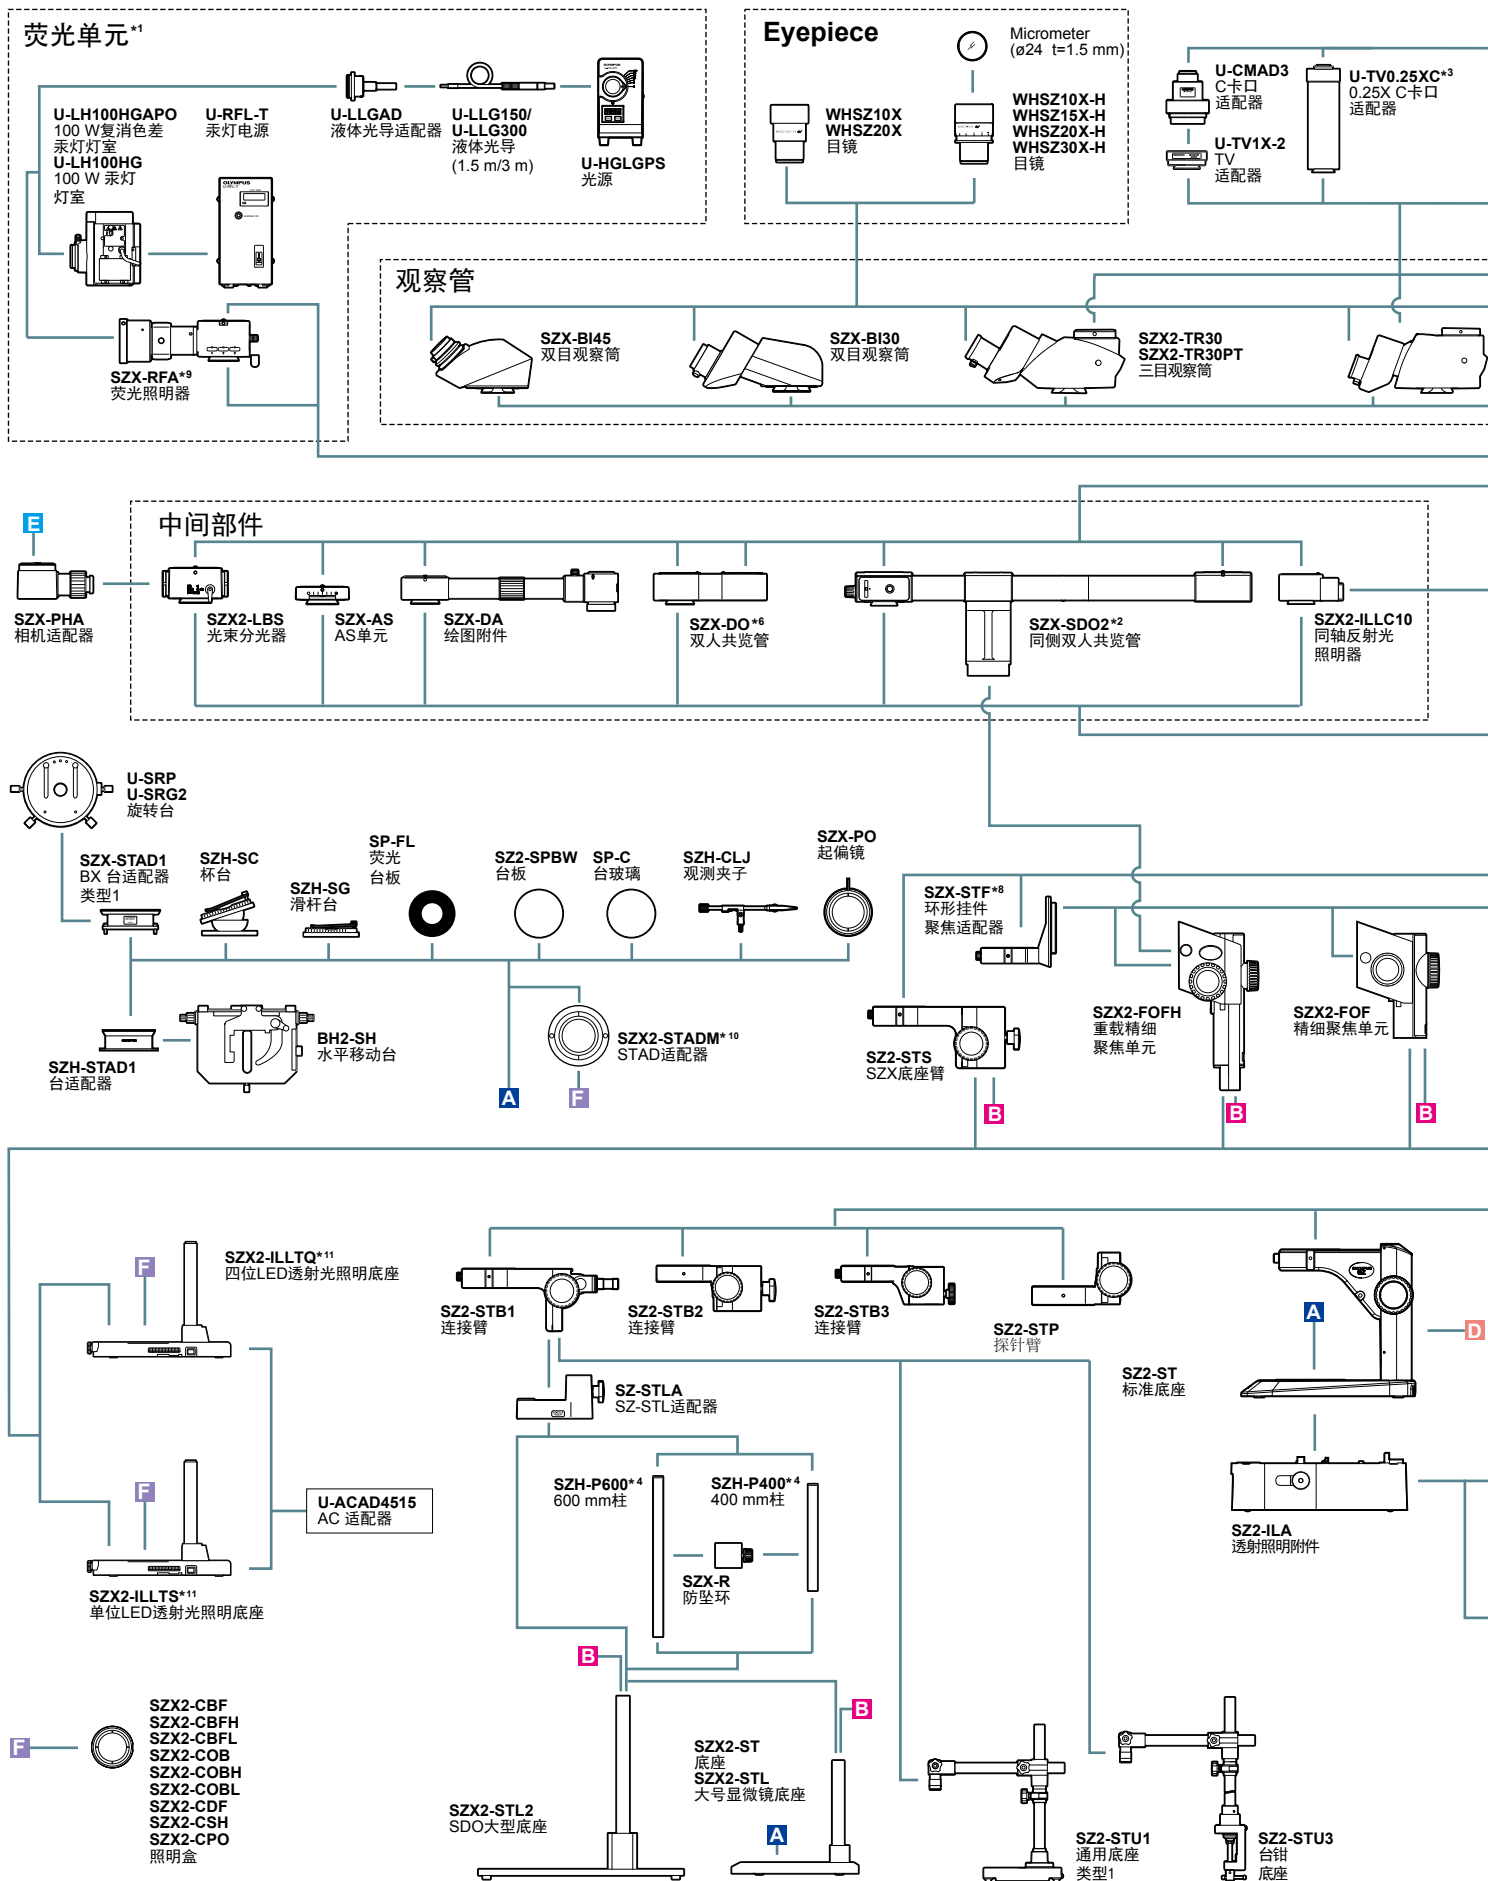 荧光单元*1
U-LH100HGAPO
100 W复消色差
汞灯灯室
U-LH100HG
100 W 汞灯
灯室
U-RFL-T
汞灯电源
U-LLGAD
液体光导适配器
U-LLG150/
U-LLG300
液体光导
(1.5 m/3 m)
U-HGLGPS
光源
OLYMPUS
SZX-RFA*9
荧光照明器
Eyepiece
Micrometer
(ø24 t=1.5 mm)
WHSZ10X
WHSZ20X
目镜
WHSZ10X-H
WHSZ15X-H
WHSZ20X-H
WHSZ30X-H
目镜
U-CMAD3
C卡口
适配器
U-TV1X-2
TV
适配器
U-TV0.25XC*3
0.25X C卡口
适配器
观察管
SZX-BI45
双目观察筒
SZX-BI30
双目观察筒
SZX2-TR30
SZX2-TR30PT
三目观察筒
E
中间部件
SZX-PHA
相机适配器
SZX2-LBS
光束分光器
SZX-AS
AS单元
SZX-DA
绘图附件
SZX-DO*6
双人共览管
SZX-SDO2*2
同侧双人共览管
SZX2-ILLC10
同轴反射光
照明器
U-SRP
U-SRG2
旋转台
SZX-STAD1
BX 台适配器
类型1
SZH-SC
杯台
SZH-SG
滑杆台
SP-FL
荧光
台板
SZ2-SPBW
台板
SP-C
台玻璃
SZH-CLJ
观测夹子
SZX-PO
起偏镜
SZX-STF*8
环形挂件
聚焦适配器
SZH-STAD1
台适配器
BH2-SH
水平移动台
SZX2-STADM*10
STAD适配器
A
F
SZ2-STS
SZX底座臂
B
SZX2-FOFH
重载精细
聚焦单元
B
SZX2-FOF
精细聚焦单元
B
F
SZX2-ILLTQ*11
四位LED透射光照明底座
SZ2-STB1
连接臂
SZ2-STB2
连接臂
SZ2-STB3
连接臂
SZ2-STP
探针臂
A
D
SZ2-ST
标准底座
SZ-STLA
SZ-STL适配器
F
U-ACAD4515
AC 适配器
SZX2-ILLTS*11
单位LED透射光照明底座
SZH-P600*4
600 mm柱
SZH-P400*4
400 mm柱
SZX-R
防坠环
SZ2-ILA
透射照明附件
B
B
F
SZX2-CBF
SZX2-CBFH
SZX2-CBFL
SZX2-COB
SZX2-COBH
SZX2-COBL
SZX2-CDF
SZX2-CSH
SZX2-CPO
照明盒
SZX2-STL2
SDO大型底座
SZX2-ST
底座
SZX2-STL
大号显微镜底座
A
SZ2-STU1
通用底座
类型1
SZ2-STU3
台钳
底座